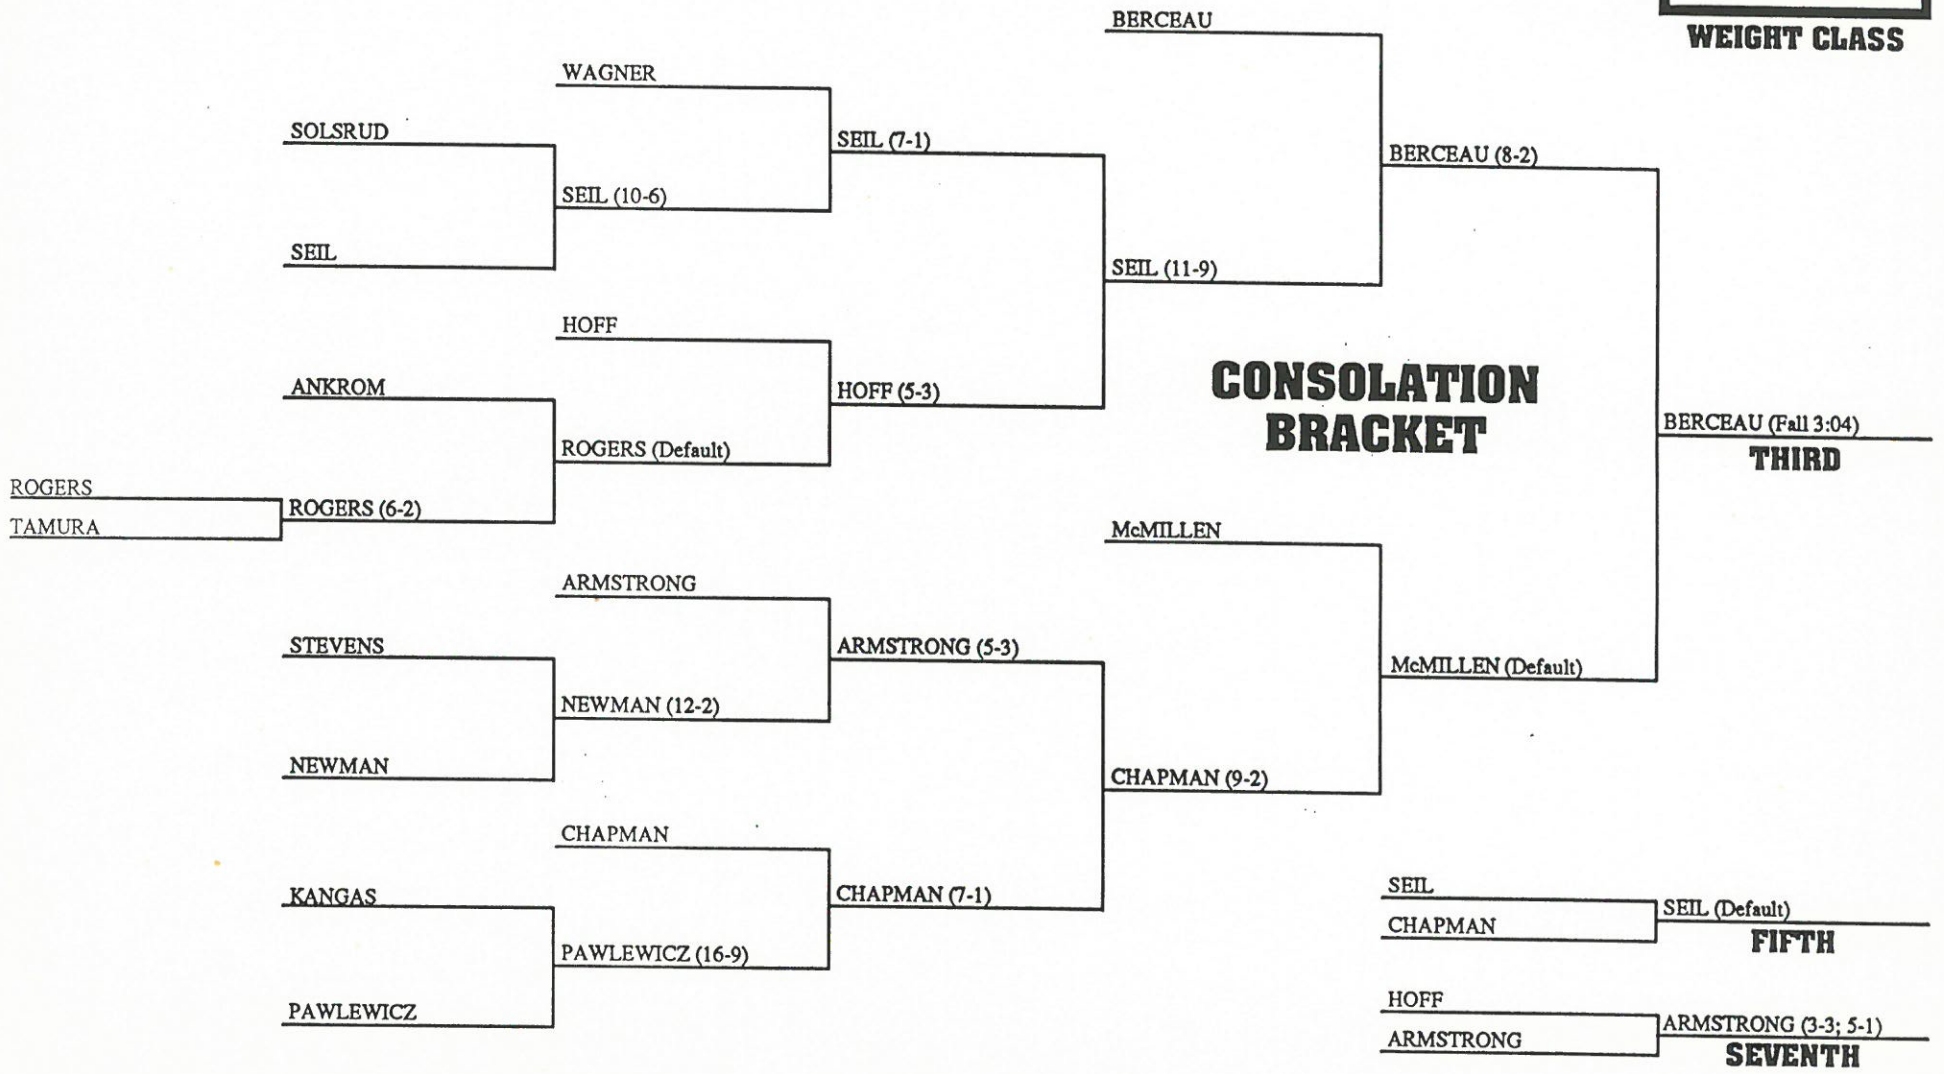 BERCEAU
WEIGHT CLASS
WAGNER
SOLSRUD
SEIL (7-1)
BERCEAU (8-2)
SEIL (10-6)
SEIL
SEIL (11-9)
HOFF
CONSOLATION
BRACKET
ANKROM
HOFF (5-3)
BERCEAU (Fall 3:04)
THIRD
ROGERS (Default)
ROGERS
ROGERS (6-2)
TAMURA
McMILLEN
ARMSTRONG
STEVENS
ARMSTRONG (5-3)
McMILLEN (Default)
NEWMAN (12-2)
NEWMAN
CHAPMAN (9-2)
CHAPMAN
KANGAS
CHAPMAN (7-1)
SEIL
SEIL (Default)
CHAPMAN
FIFTH
PAWLEWICZ (16-9)
PAWLEWICZ
HOFF
ARMSTRONG (3-3; 5-1)
ARMSTRONG
SEVENTH